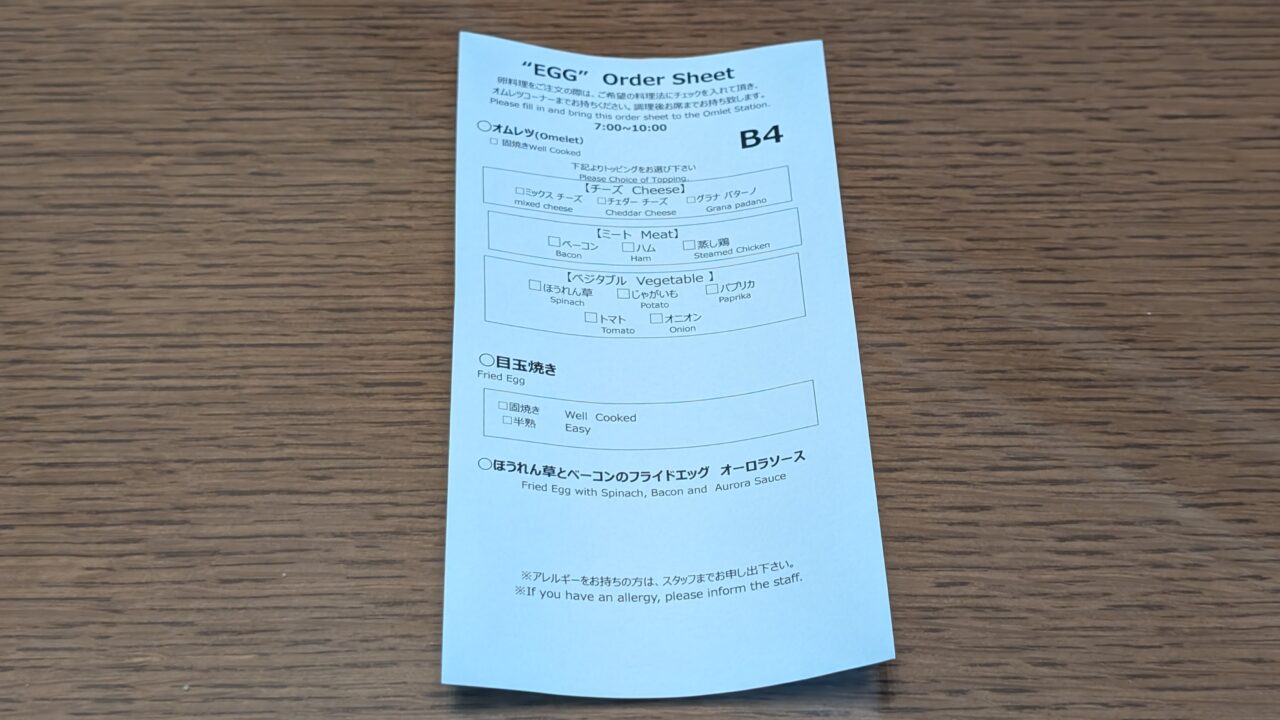 “EGG” Order Sheet
卵料理をご注文の際は、ご希望の料理法にチェックを入れて頂き、
オムレツコーナーまでお持ちください。調理後お席までお持ち致します。
Please fill in and bring this order sheet to the Omlet Station.
7:00~10:00
B4
○オムレツ(Omelet)
□ 固焼きWell Cooked
下記よりトッピングをお選び下さい
Please Choice of Topping.
【チーズ Cheese】
□ミックス チーズ □チェダー チーズ □グラナ パダーノ
mixed cheese Cheddar Cheese Grana padano
【ミート Meat】
□ベーコン □ハム □蒸し鶏
Bacon Ham Steamed Chicken
【ベジタブル Vegetable 】
□ほうれん草 □じゃがいも □パプリカ
Spinach Potato Paprika
□トマト □オニオン
Tomato Onion
○目玉焼き
Fried Egg
□固焼き Well Cooked
□半熟 Easy
○ほうれん草とベーコンのフライドエッグ オーロラソース
Fried Egg with Spinach, Bacon and Aurora Sauce
※アレルギーをお持ちの方は、スタッフまでお申し出下さい。
※If you have an allergy, please inform the staff.